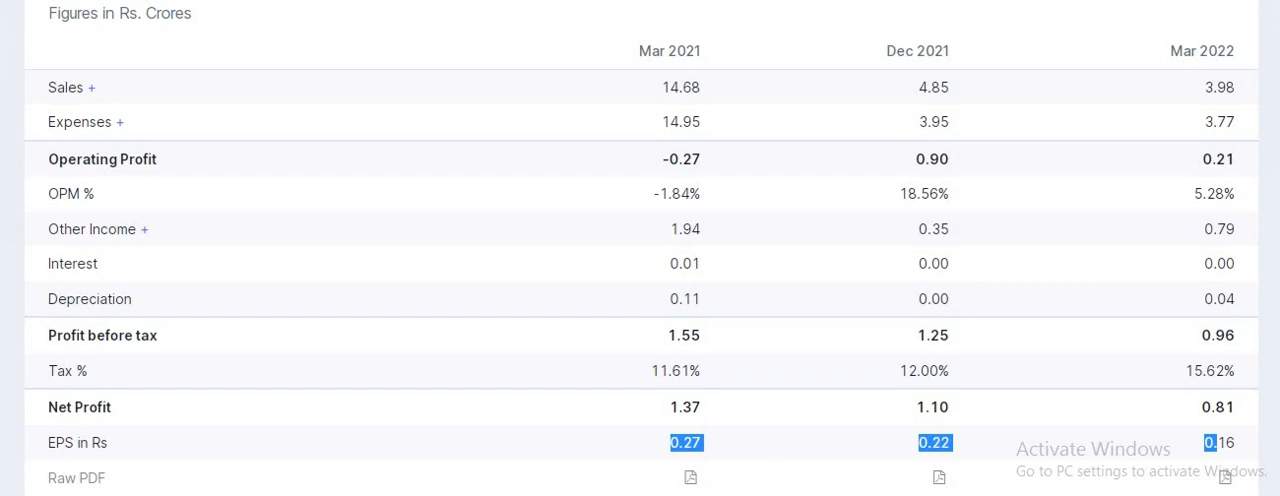 Figures in Rs. Crores
Mar 2021 Dec 2021 Mar 2022
Sales + 14.68 4.85 3.98
Expenses + 14.95 3.95 3.77
Operating Profit -0.27 0.90 0.21
OPM % -1.84% 18.56% 5.28%
Other Income + 1.94 0.35 0.79
Interest 0.01 0.00 0.00
Depreciation 0.11 0.00 0.04
Profit before tax 1.55 1.25 0.96
Tax % 11.61% 12.00% 15.62%
Net Profit 1.37 1.10 0.81
EPS in Rs 0.27 0.22 0.16
Activate Windows
Go to PC settings to activate Windows.
Raw PDF